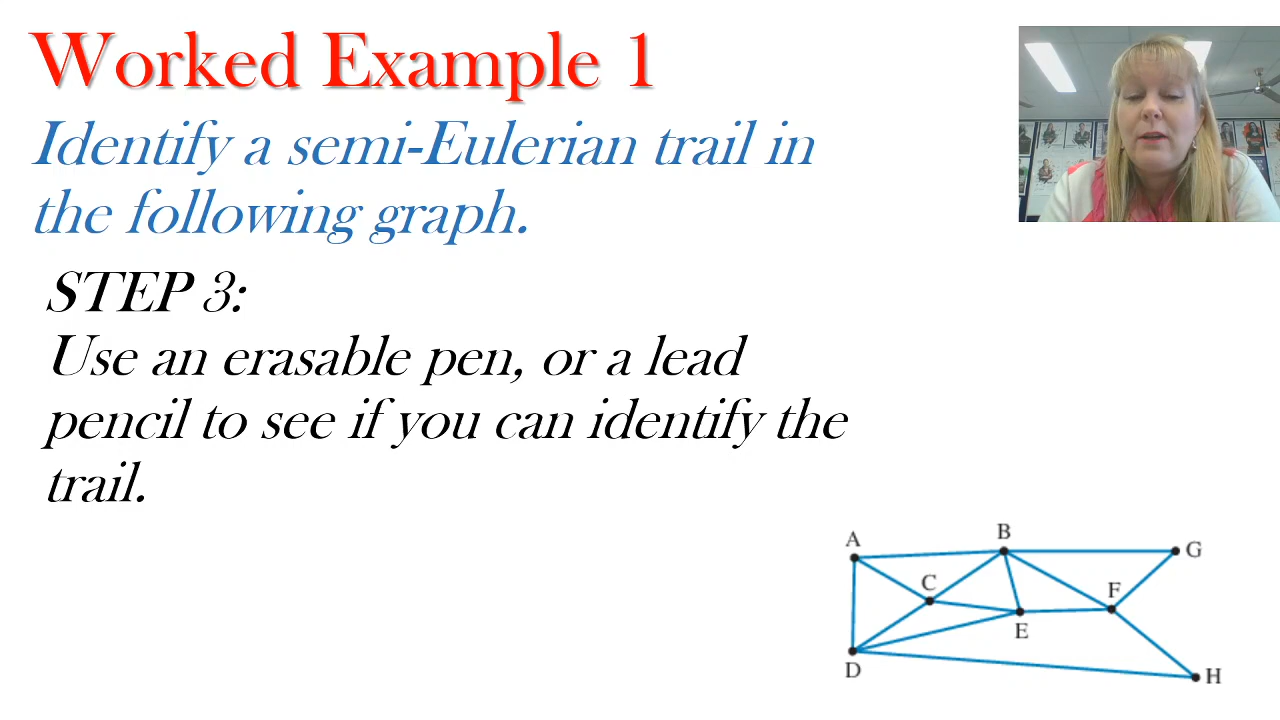 Worked Example 1
Identify a semi-Eulerian trail in
the following graph.
STEP 3:
Use an erasable pen, or a lead
pencil to see if you can identify the
trail.
A
B
G
C
F
E
D
H